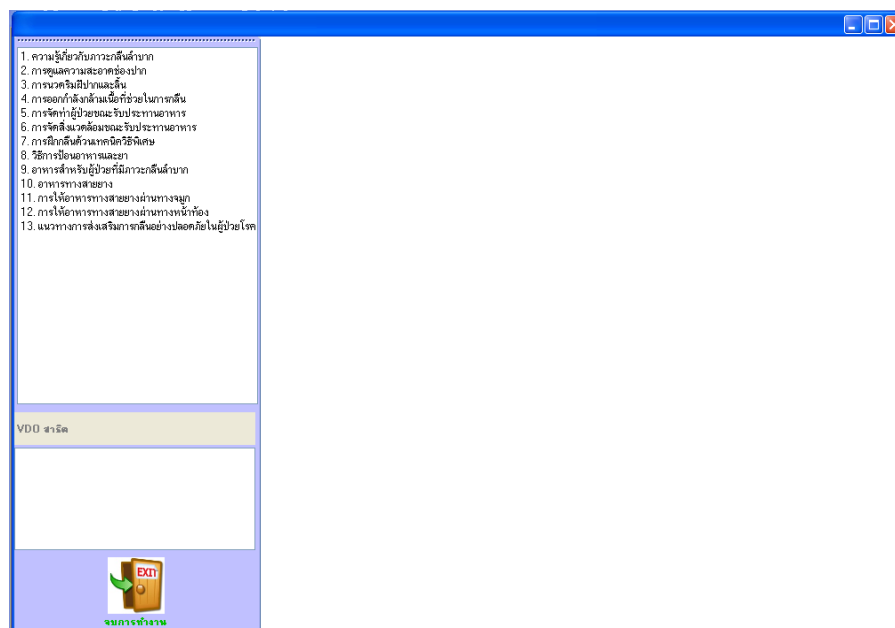 1. ความรู้เกี่ยวกับภาวะกลืนลำบาก
2. การดูแลความสะอาดช่องปาก
3. การนวดริมฝีปากและลิ้น
4. การออกกำลังกล้ามเนื้อที่ช่วยในการกลืน
5. การจัดท่าผู้ป่วยขณะรับประทานอาหาร
6. การจัดสิ่งแวดล้อมขณะรับประทานอาหาร
7. การฝึกกลืนด้วยเทคนิควิธีพิเศษ
8. วิธีการป้อนอาหารและยา
9. อาหารสำหรับผู้ป่วยที่มีภาวะกลืนลำบาก
10. อาหารทางสายยาง
11. การให้อาหารทางสายยางผ่านทางจมูก
12. การให้อาหารทางสายยางผ่านทางหน้าท้อง
13. แนวทางการส่งเสริมการกลืนอย่างปลอดภัยในผู้ป่วยโรค
VDO สาธิต
EXIT
จบการทำงาน